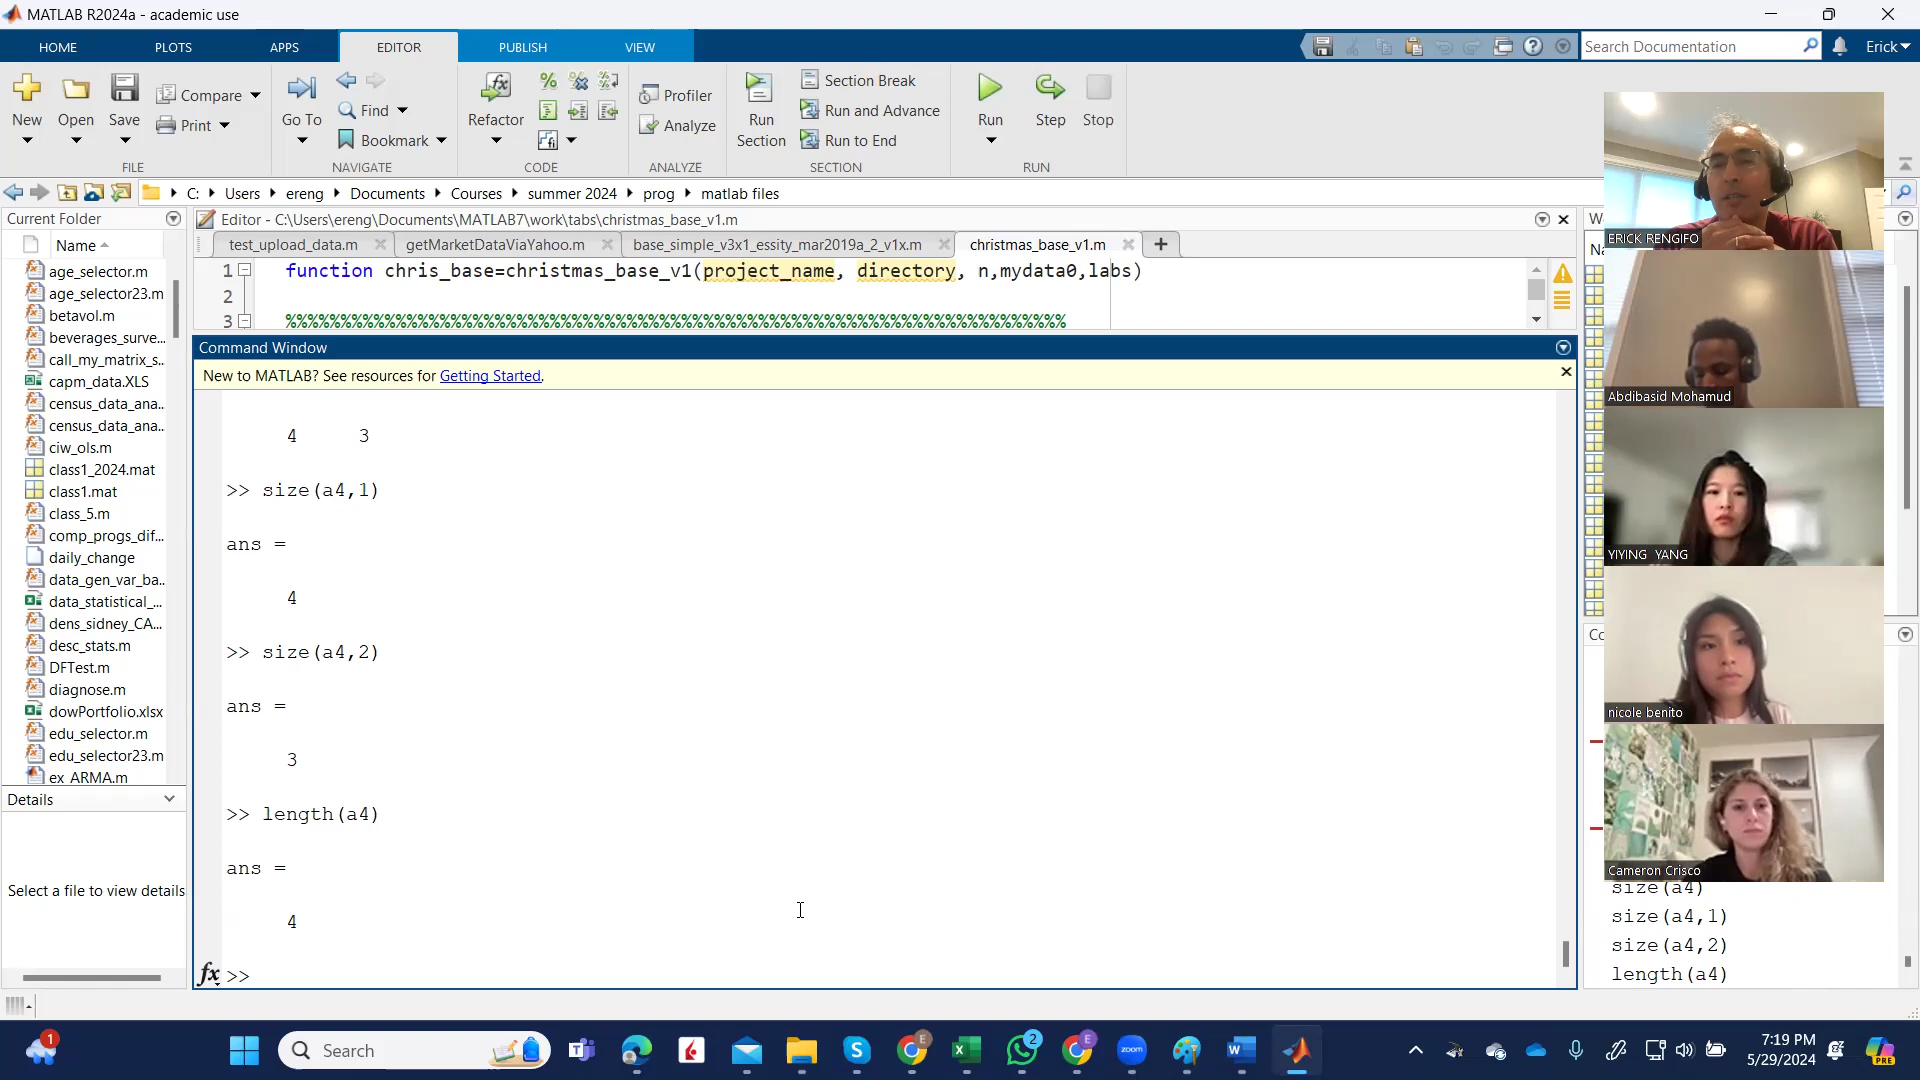 MATLAB R2024a - academic use
HOME
PLOTS
APPS
EDITOR
PUBLISH
VIEW
Search Documentation
Erick
New
Open
Save
Compare
Print
FILE
Go To
Find
Bookmark
NAVIGATE
Refactor
CODE
Profiler
Analyze
ANALYZE
Run Section
Section Break
Run and Advance
Run to End
SECTION
Run
Step
Stop
RUN
C: Users ereng Documents Courses summer 2024 prog matlab files
Current Folder
Name
age_selector.m
age_selector23.m
betavol.m
beverages_surve...
call_my_matrix_s...
capm_data.XLS
census_data_ana...
census_data_ana...
ciw_ols.m
class1_2024.mat
class1.mat
class_5.m
comp_progs_dif...
daily_change
data_gen_var_ba...
data_statistical_...
dens_sidney_CA...
desc_stats.m
DFTest.m
diagnose.m
dowPortfolio.xlsx
edu_selector.m
edu_selector23.m
ex_ARMA.m
Details
Select a file to view details
Editor - C:\Users\ereng\Documents\MATLAB7\work\tabs\christmas_base_v1.m
test_upload_data.m
getMarketDataViaYahoo.m
base_simple_v3x1_essity_mar2019a_2_v1x.m
christmas_base_v1.m
1 function chris_base=christmas_base_v1(project_name, directory, n,mydata0,labs)
2
3 %%%%%%%%%%%%%%%%%%%%%%%%%%%%%%%%%%%%%%%%%%%%%%%%%%%%%%%%%%%%%%%%%
Command Window
New to MATLAB? See resources for Getting Started.
4 3
>> size(a4,1)
ans =
4
>> size(a4,2)
ans =
3
>> length(a4)
ans =
4
fx >>
ERICK RENGIFO
Abdibasid Mohamud
YIYING YANG
nicole benito
Cameron Crisco
size(a4)
size(a4,1)
size(a4,2)
length(a4)
1
Search
E
2
E
zoom
7:19 PM
5/29/2024
PRE